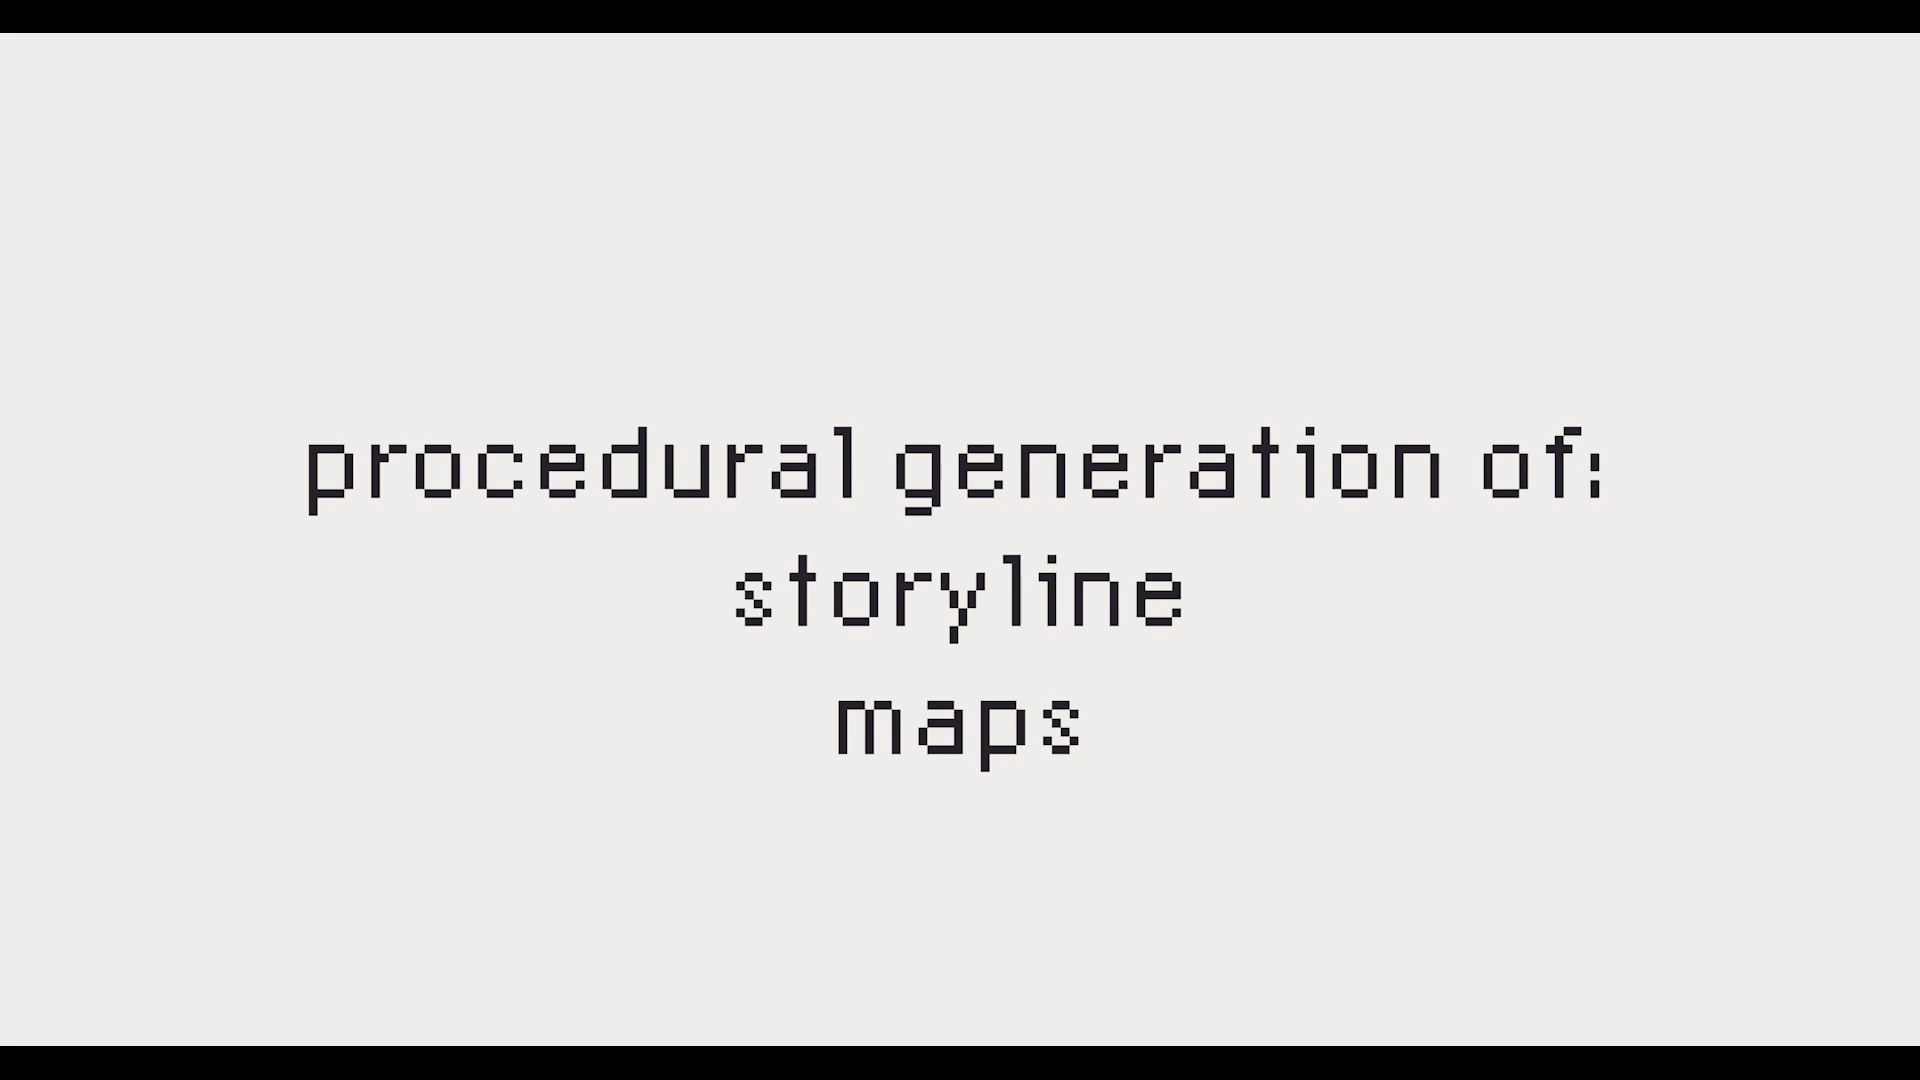 procedural generation of:
storyline
maps